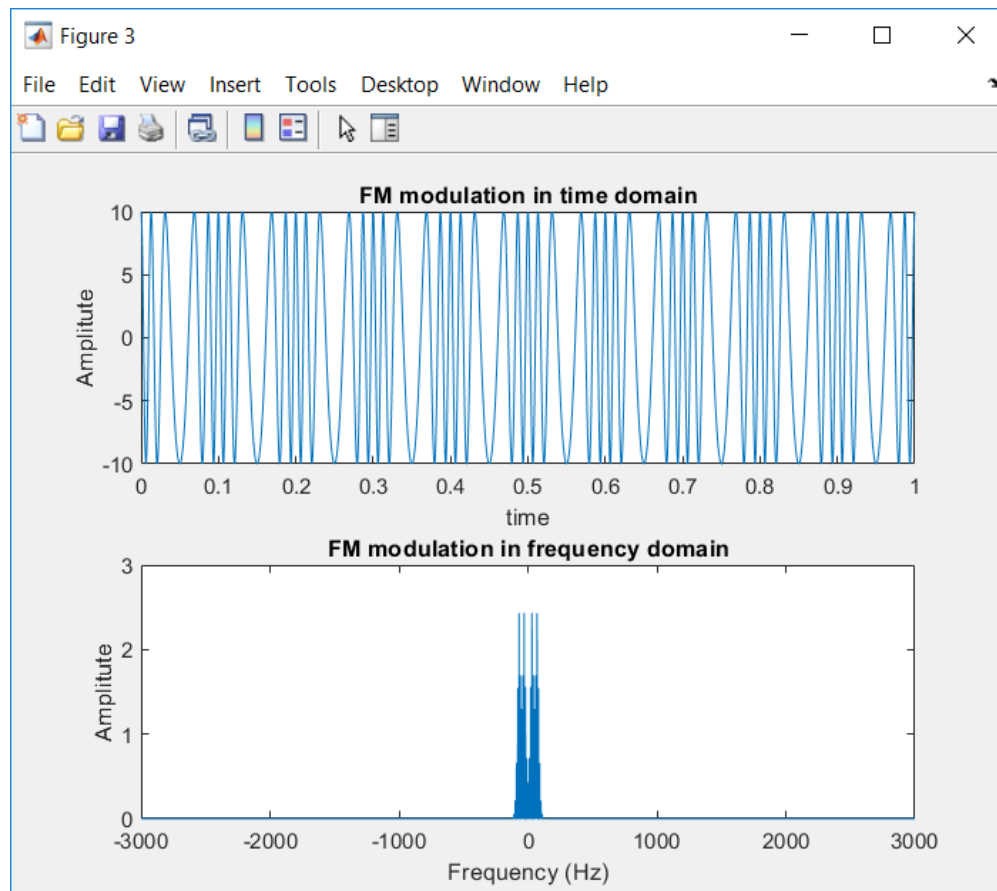 Figure 3
File Edit View Insert Tools Desktop Window Help
FM modulation in time domain
10
5
0
-5
-10
Amplitute
0 0.1 0.2 0.3 0.4 0.5 0.6 0.7 0.8 0.9 1
time
FM modulation in frequency domain
3
2
1
0
Amplitute
-3000 -2000 -1000 0 1000 2000 3000
Frequency (Hz)